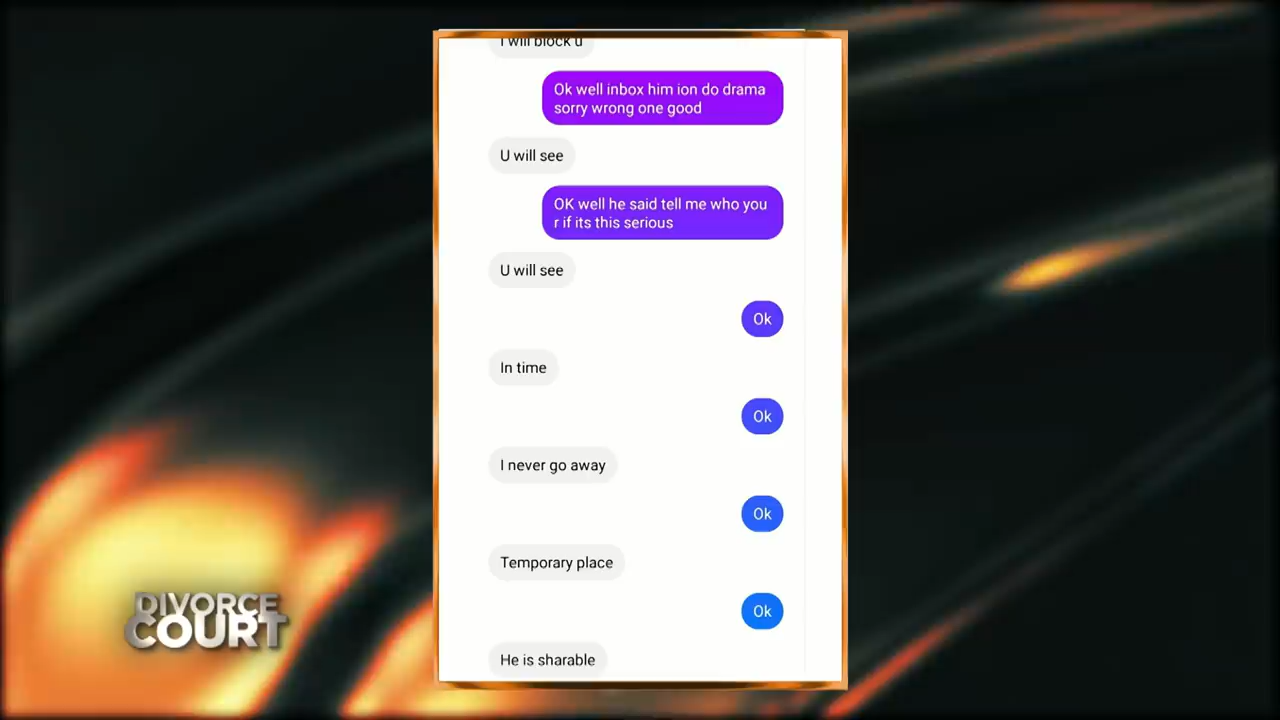 I will block u
Ok well inbox him ion do drama
sorry wrong one good
U will see
OK well he said tell me who you
r if its this serious
U will see
Ok
In time
Ok
I never go away
Ok
Temporary place
Ok
He is sharable
DIVORCE
COURT